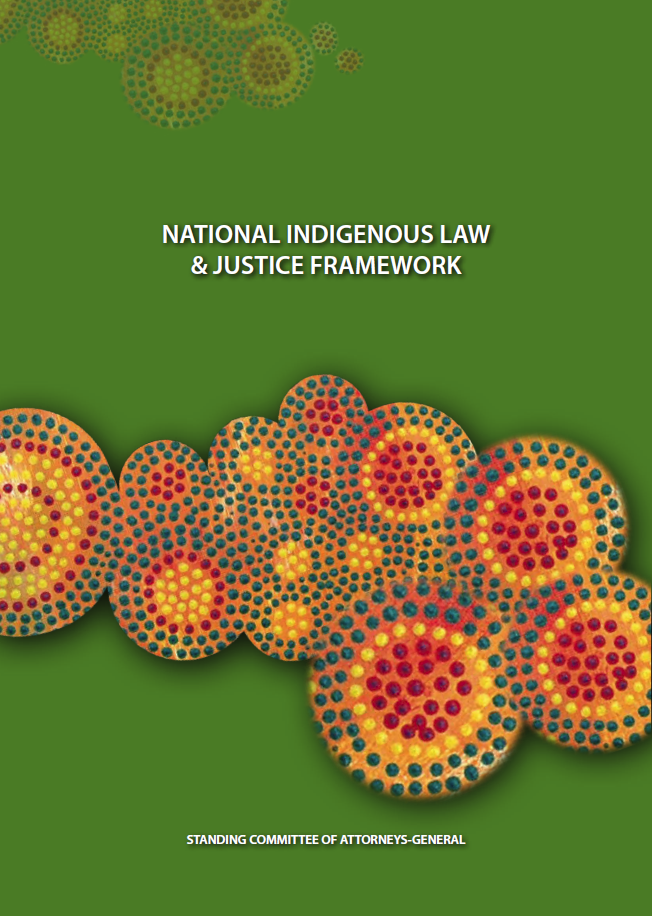 NATIONAL INDIGENOUS LAW
& JUSTICE FRAMEWORK
STANDING COMMITTEE OF ATTORNEYS-GENERAL